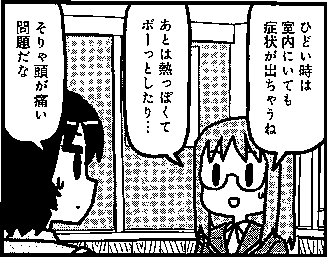 ひどい時は
室内にいても
症状が出ちゃうね
あとは熱っぽくて
ボーっとしたり…
そりゃ頭が痛い
問題だな